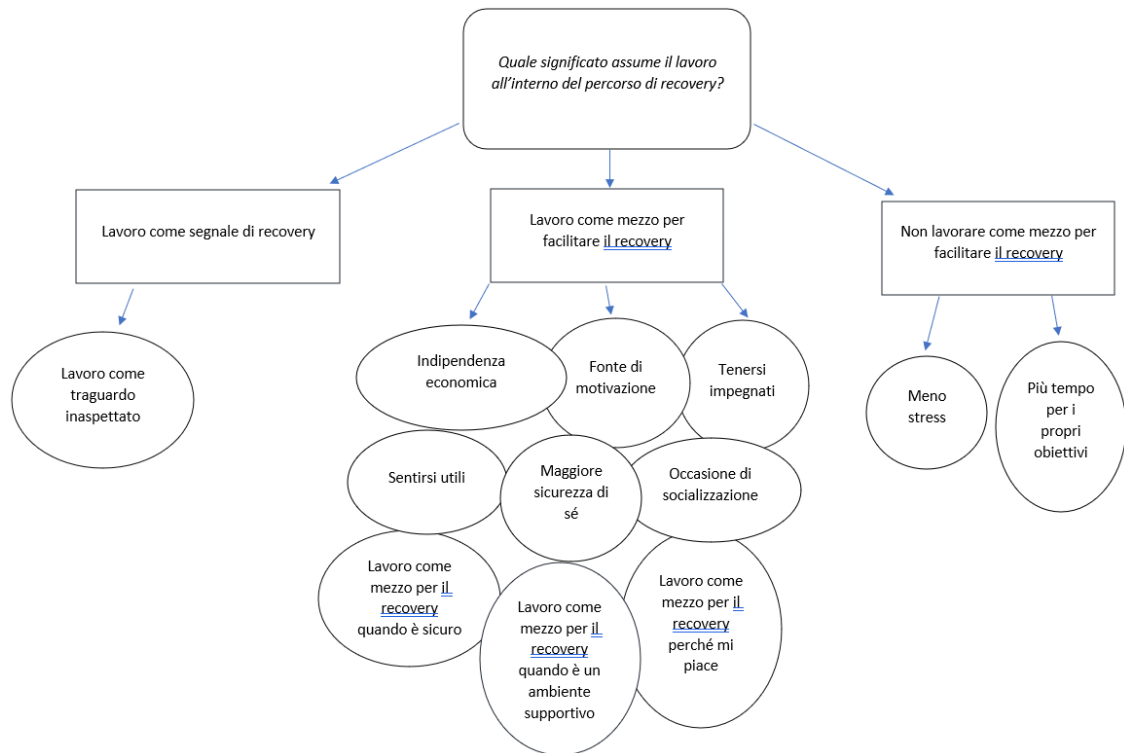 Quale significato assume il lavoro
all'interno del percorso di recovery?
Lavoro come segnale di recovery
Lavoro come mezzo per
facilitare il recovery
Non lavorare come mezzo per
facilitare il recovery
Lavoro come
traguardo
inaspettato
Indipendenza
economica
Fonte di
motivazione
Tenersi
impegnati
Meno
stress
Più tempo
per i
propri
obiettivi
Sentirsi utili
Maggiore
sicurezza di
sé
Occasione di
socializzazione
Lavoro come
mezzo per il
recovery
quando è sicuro
Lavoro come
mezzo per il
recovery
quando è un
ambiente
supportivo
Lavoro come
mezzo per il
recovery
perché mi
piace